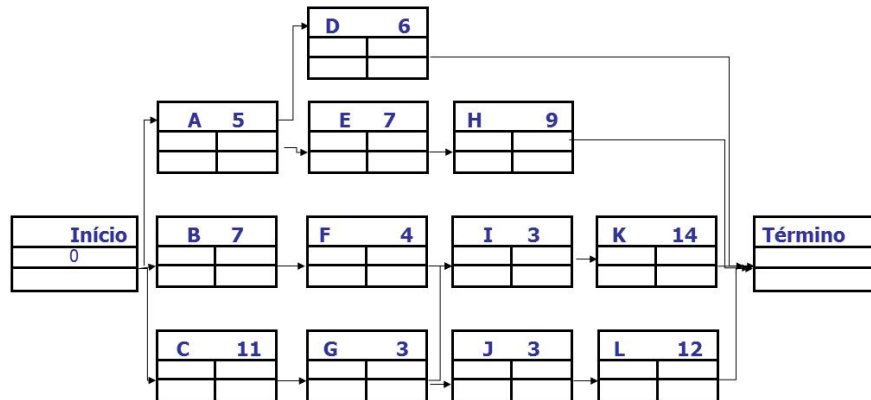 D 6
A 5
E 7
H 9
Início
0
B 7
F 4
I 3
K 14
Término
C 11
G 3
J 3
L 12